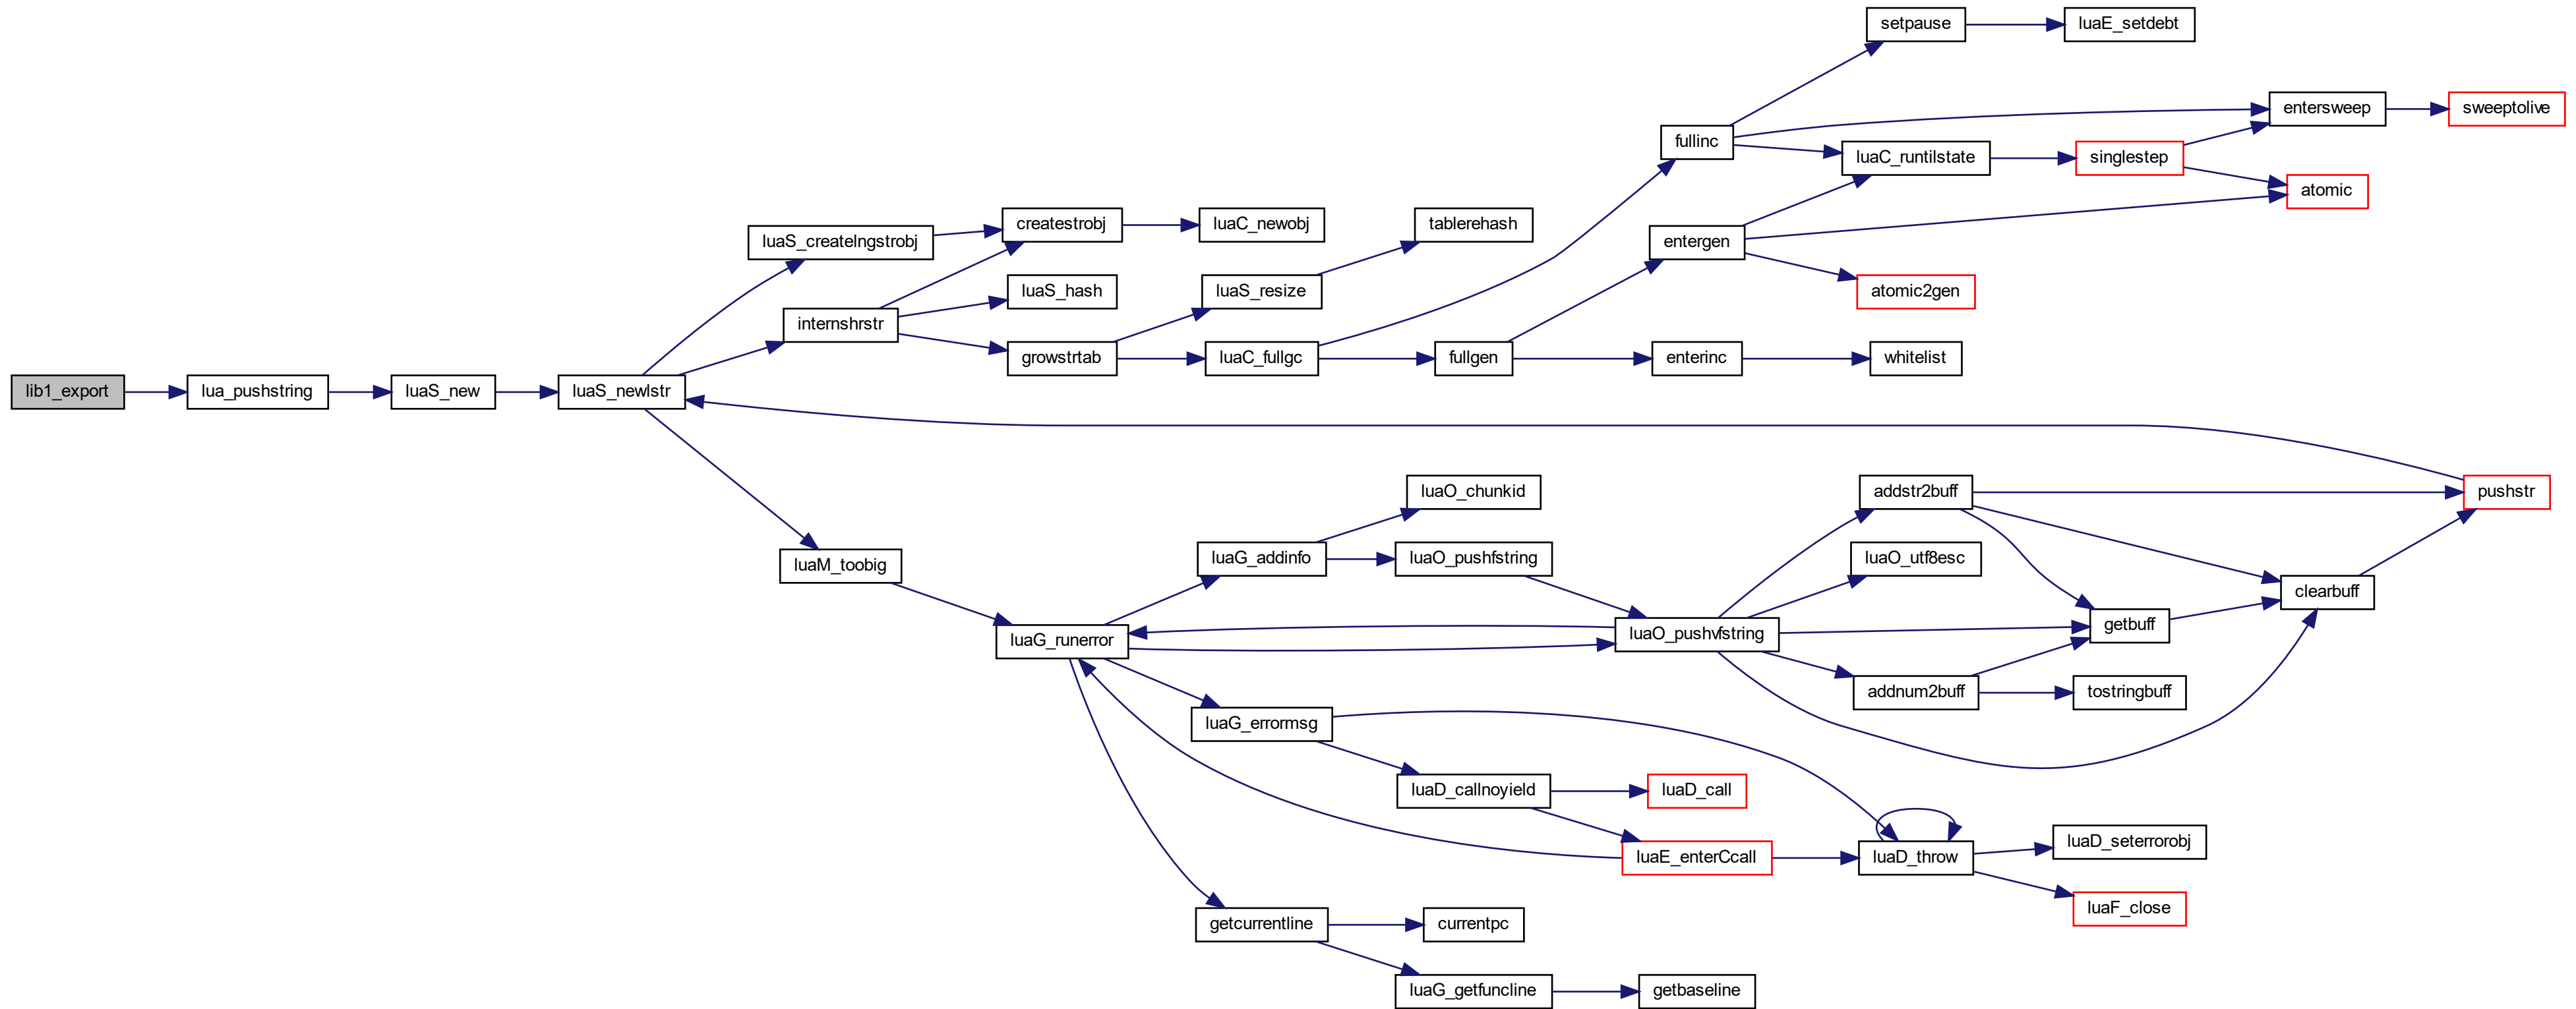 setpause
luaE_setdebt
entersweep
sweeptolive
fullinc
luaC_runtilstate
singlestep
atomic
luaS_createlngstrobj
createstrobj
luaC_newobj
tablerehash
entergen
luaS_hash
luaS_resize
atomic2gen
internshrstr
growstrtab
luaC_fullgc
fullgen
enterinc
whitelist
lib1_export
lua_pushstring
luaS_new
luaS_newlstr
luaO_chunkid
addstr2buff
pushstr
luaM_toobig
luaG_addinfo
luaO_pushfstring
luaO_utf8esc
clearbuff
luaG_runerror
luaO_pushvfstring
getbuff
addnum2buff
tostringbuff
luaG_errormsg
luaD_callnoyield
luaD_call
luaE_enterCcall
luaD_throw
luaD_seterrorobj
luaF_close
getcurrentline
currentpc
luaG_getfuncline
getbaseline